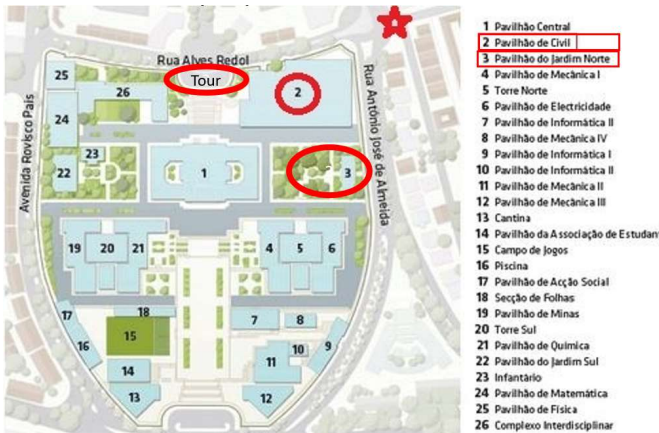 Rua Alves Redol
Tour
Avenida Rovisco Pais
Rua António José de Almeida
25
26
2
24
23
22
1
3
19
20
21
4
5
6
17
18
7
8
16
15
10
9
14
11
13
12
1 Pavilhão Central
2 Pavilhão de Civil
3 Pavilhão do Jardim Norte
4 Pavilhão de Mecânica I
5 Torre Norte
6 Pavilhão de Electricidade
7 Pavilhão de Informática II
8 Pavilhão de Mecânica IV
9 Pavilhão de Informática I
10 Pavilhão de Informática II
11 Pavilhão de Mecânica II
12 Pavilhão de Mecânica III
13 Cantina
14 Pavilhão da Associação de Estudan
15 Campo de Jogos
16 Piscina
17 Pavilhão de Acção Social
18 Secção de Folhas
19 Pavilhão de Minas
20 Torre Sul
21 Pavilhão de Química
22 Pavilhão do Jardim Sul
23 Infantário
24 Pavilhão de Matemática
25 Pavilhão de Física
26 Complexo Interdisciplinar